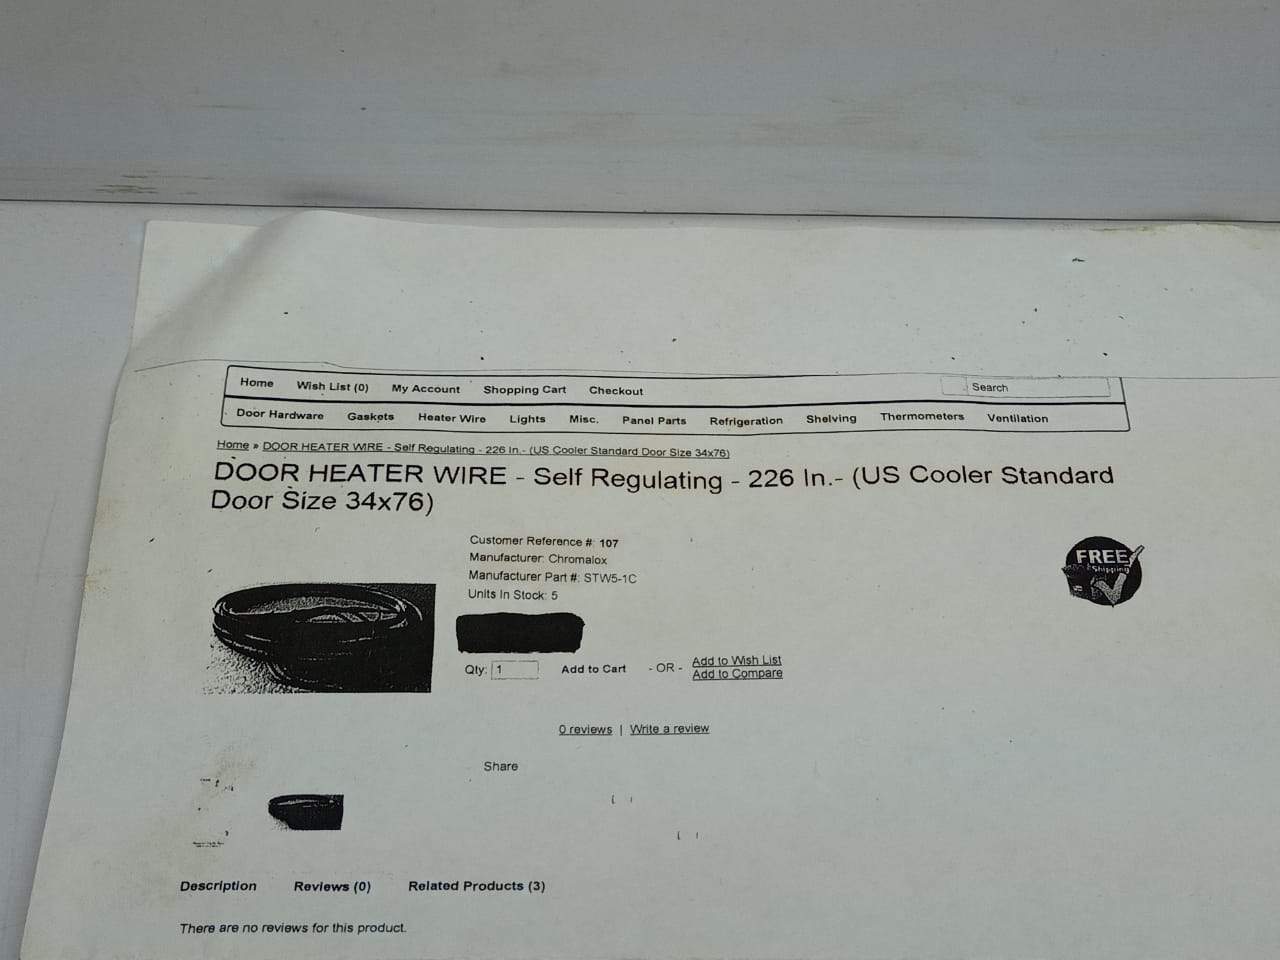 Home Wish List (0) My Account Shopping Cart Checkout Search
Door Hardware Gaskets Heater Wire Lights Misc. Panel Parts Refrigeration Shelving Thermometers Ventilation
Home » DOOR HEATER WIRE - Self Regulating - 226 In.- (US Cooler Standard Door Size 34x76)
DOOR HEATER WIRE - Self Regulating - 226 In.- (US Cooler Standard
Door Size 34x76)
Customer Reference #: 107
Manufacturer: Chromalox
Manufacturer Part #: STW5-1C
Units In Stock: 5
FREE
Shipping
Qty: 1 Add to Cart - OR - Add to Wish List
Add to Compare
0 reviews | Write a review
Share
Description Reviews (0) Related Products (3)
There are no reviews for this product.